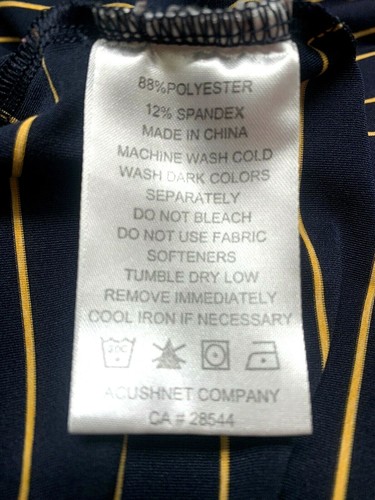 88%POLYESTER
12% SPANDEX
MADE IN CHINA
MACHINE WASH COLD
WASH DARK COLORS
SEPARATELY
DO NOT BLEACH
DO NOT USE FABRIC
SOFTENERS
TUMBLE DRY LOW
REMOVE IMMEDIATELY
COOL IRON IF NECESSARY
ACUSHNET COMPANY
CA # 28544